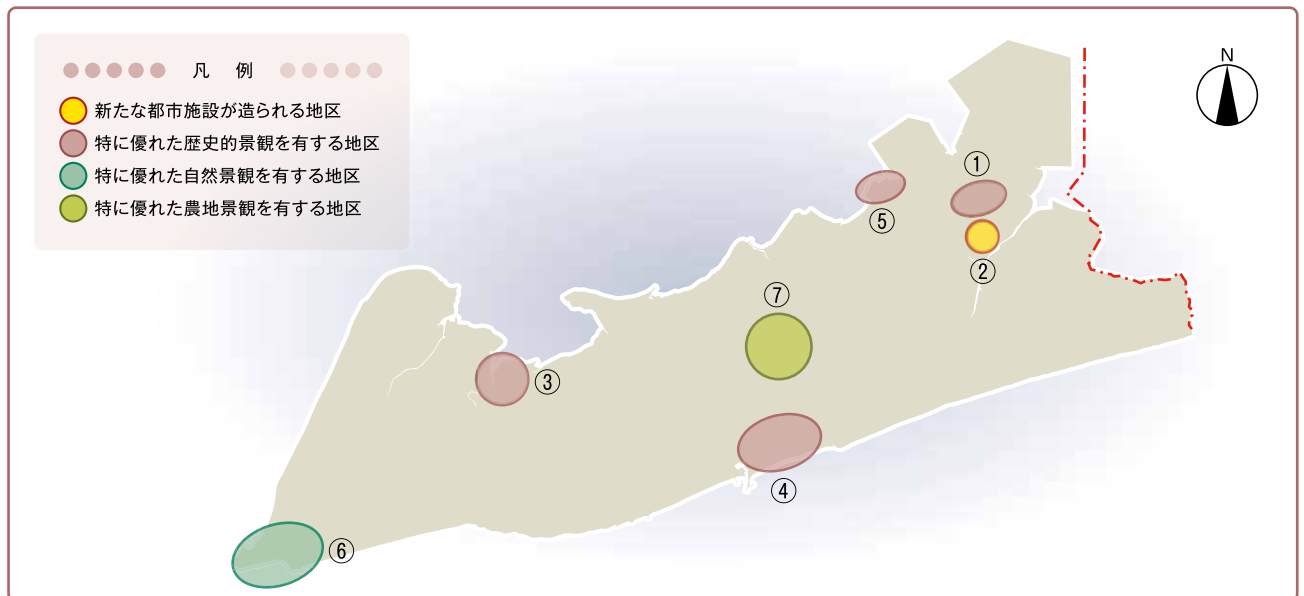 凡 例
新たな都市施設が造られる地区
特に優れた歴史的景観を有する地区
特に優れた自然景観を有する地区
特に優れた農地景観を有する地区
N
①
⑤
②
⑦
③
④
⑥